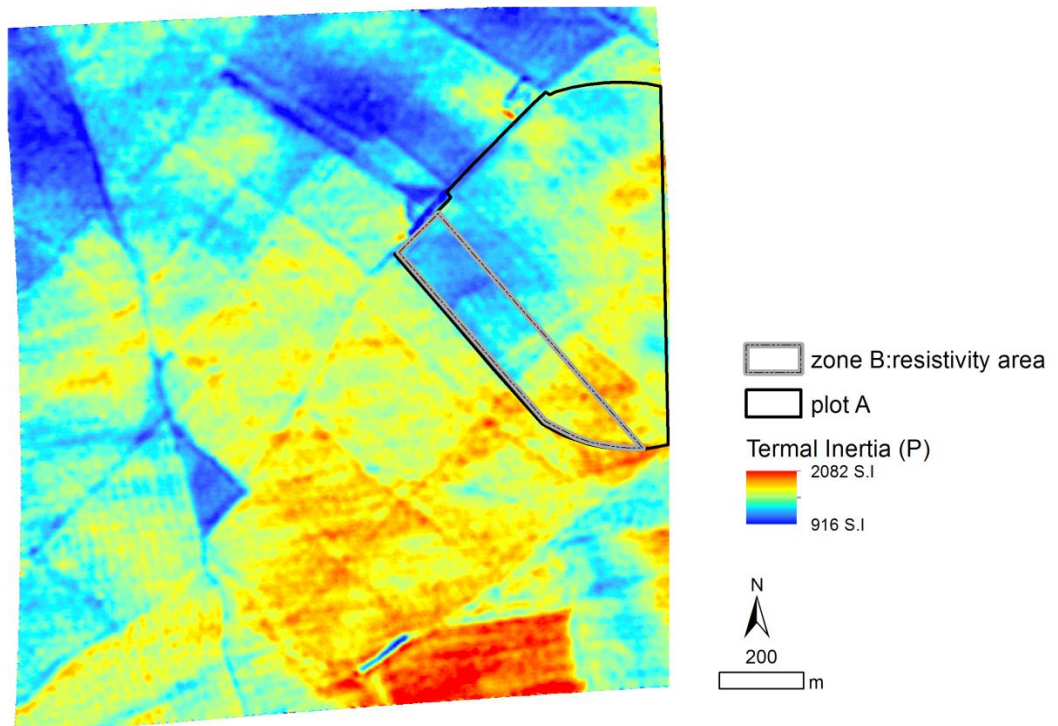 zone B:resistivity area
plot A
Termal Inertia (P)
2082 S.I
916 S.I
N
200
m